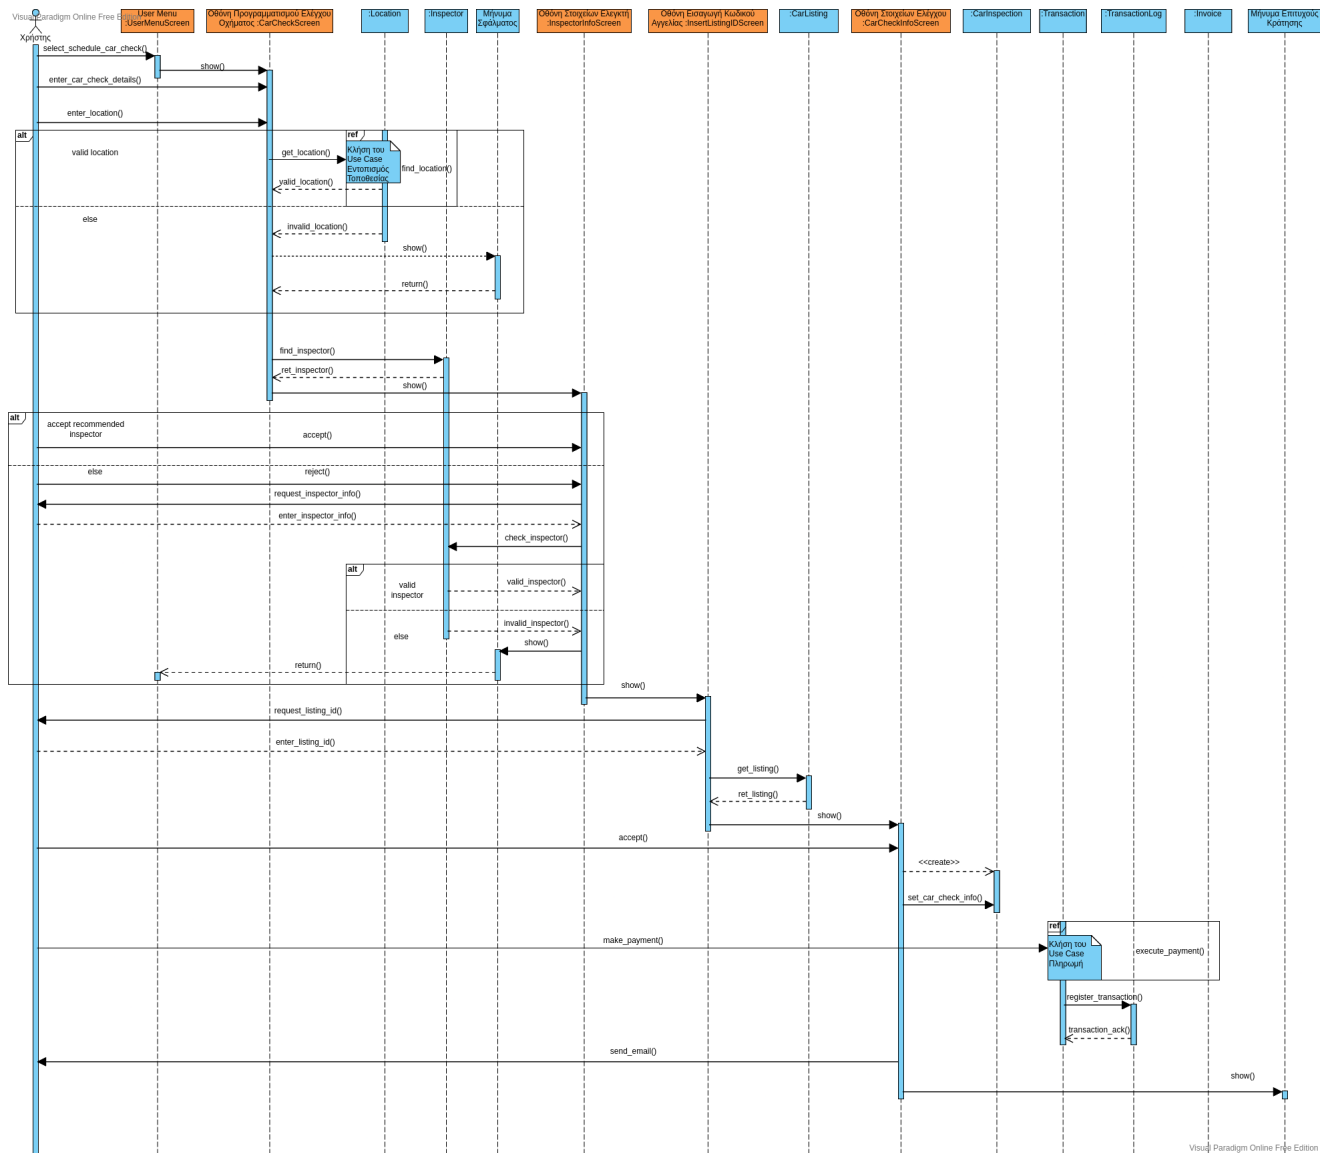 Visual Paradigm Online Free Edition
Χρήστης
User Menu
:UserMenuScreen
Οθόνη Προγραμματισμού Ελέγχου
Οχήματος :CarCheckScreen
:Location
:Inspector
Μήνυμα
Σφάλματος
Οθόνη Στοιχείων Ελεγκτή
:InspectorInfoScreen
Οθόνη Εισαγωγή Κωδικού
Αγγελίας :InsertListingIDScreen
:CarListing
Οθόνη Στοιχείων Ελέγχου
:CarCheckInfoScreen
:CarInspection
:Transaction
:TransactionLog
:Invoice
Μήνυμα Επιτυχούς
Κράτησης
select_schedule_car_check()
show()
enter_car_check_details()
enter_location()
alt
valid location
get_location()
ref
Κλήση του
Use Case
Εντοπισμός
Τοποθεσίας
find_location()
valid_location()
else
invalid_location()
show()
return()
find_inspector()
ret_inspector()
show()
alt
accept recommended
inspector
accept()
else
reject()
request_inspector_info()
enter_inspector_info()
check_inspector()
alt
valid
inspector
valid_inspector()
invalid_inspector()
else
show()
return()
show()
request_listing_id()
enter_listing_id()
get_listing()
ret_listing()
show()
accept()
<<create>>
set_car_check_info()
ref
make_payment()
Κλήση του
Use Case
Πληρωμή
execute_payment()
register_transaction()
transaction_ack()
send_email()
show()
Visual Paradigm Online Free Edition